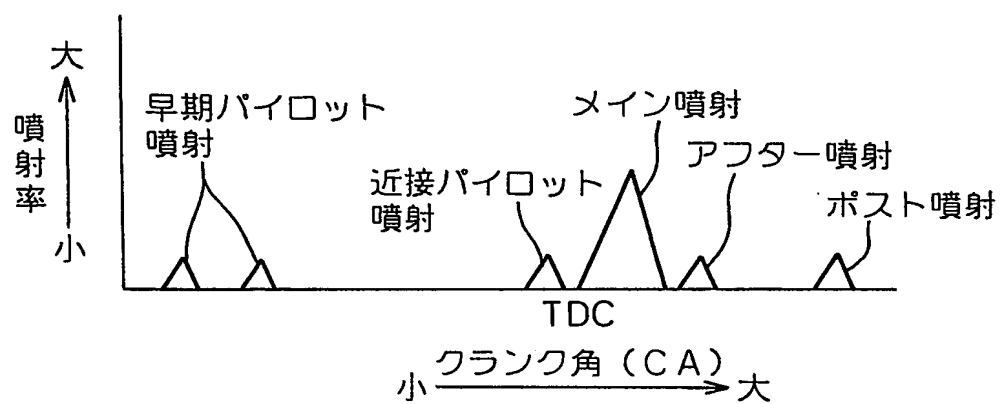 大
噴射率
小
早期パイロット
噴射
近接パイロット
噴射
メイン噴射
アフター噴射
ポスト噴射
TDC
クランク角(CA)
小
大